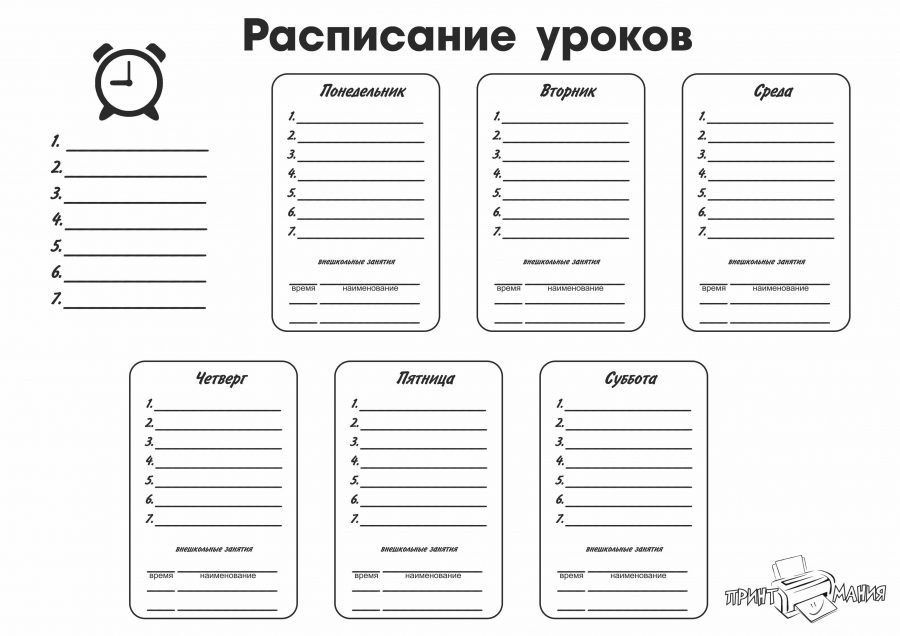 Расписание уроков
1.
2.
3.
4.
5.
6.
7.
Понедельник
1.
2.
3.
4.
5.
6.
7.
внешкольные занятия
время наименование
Вторник
1.
2.
3.
4.
5.
6.
7.
внешкольные занятия
время наименование
Среда
1.
2.
3.
4.
5.
6.
7.
внешкольные занятия
время наименование
Четверг
1.
2.
3.
4.
5.
6.
7.
внешкольные занятия
время наименование
Пятница
1.
2.
3.
4.
5.
6.
7.
внешкольные занятия
время наименование
Суббота
1.
2.
3.
4.
5.
6.
7.
внешкольные занятия
время наименование
ПРИНТ МАНИЯ